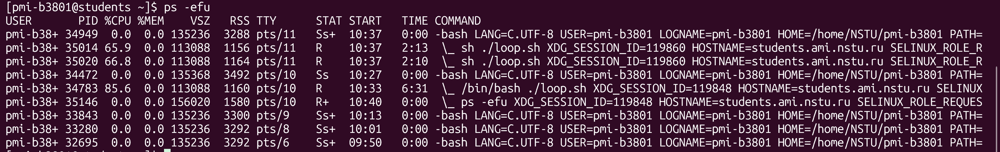 [pmi-b3801@students ~]$ ps -efu
USER       PID %CPU %MEM    VSZ   RSS TTY      STAT START   TIME COMMAND
pmi-b38+ 34949  0.0  0.0 135236  3288 pts/11   Ss+  10:37   0:00 -bash LANG=C.UTF-8 USER=pmi-b3801 LOGNAME=pmi-b3801 HOME=/home/NSTU/pmi-b3801 PATH=
pmi-b38+ 35014 65.9  0.0 113088  1156 pts/11   R    10:37   2:13  \_ sh ./loop.sh XDG_SESSION_ID=119860 HOSTNAME=students.ami.nstu.ru SELINUX_ROLE_R
pmi-b38+ 35020 66.8  0.0 113088  1164 pts/11   R    10:37   2:10  \_ sh ./loop.sh XDG_SESSION_ID=119860 HOSTNAME=students.ami.nstu.ru SELINUX_ROLE_R
pmi-b38+ 34472  0.0  0.0 135368  3492 pts/10   Ss   10:27   0:00 -bash LANG=C.UTF-8 USER=pmi-b3801 LOGNAME=pmi-b3801 HOME=/home/NSTU/pmi-b3801 PATH=
pmi-b38+ 34783 85.6  0.0 113088  1160 pts/10   R    10:33   6:31  \_ /bin/bash ./loop.sh XDG_SESSION_ID=119848 HOSTNAME=students.ami.nstu.ru SELINUX
pmi-b38+ 35146  0.0  0.0 156020  1580 pts/10   R+   10:40   0:00  \_ ps -efu XDG_SESSION_ID=119848 HOSTNAME=students.ami.nstu.ru SELINUX_ROLE_REQUES
pmi-b38+ 33843  0.0  0.0 135236  3300 pts/9    Ss+  10:13   0:00 -bash LANG=C.UTF-8 USER=pmi-b3801 LOGNAME=pmi-b3801 HOME=/home/NSTU/pmi-b3801 PATH=
pmi-b38+ 33280  0.0  0.0 135236  3292 pts/8    Ss+  10:01   0:00 -bash LANG=C.UTF-8 USER=pmi-b3801 LOGNAME=pmi-b3801 HOME=/home/NSTU/pmi-b3801 PATH=
pmi-b38+ 32695  0.0  0.0 135236  3292 pts/6    Ss+  09:50   0:00 -bash LANG=C.UTF-8 USER=pmi-b3801 LOGNAME=pmi-b3801 HOME=/home/NSTU/pmi-b3801 PATH=